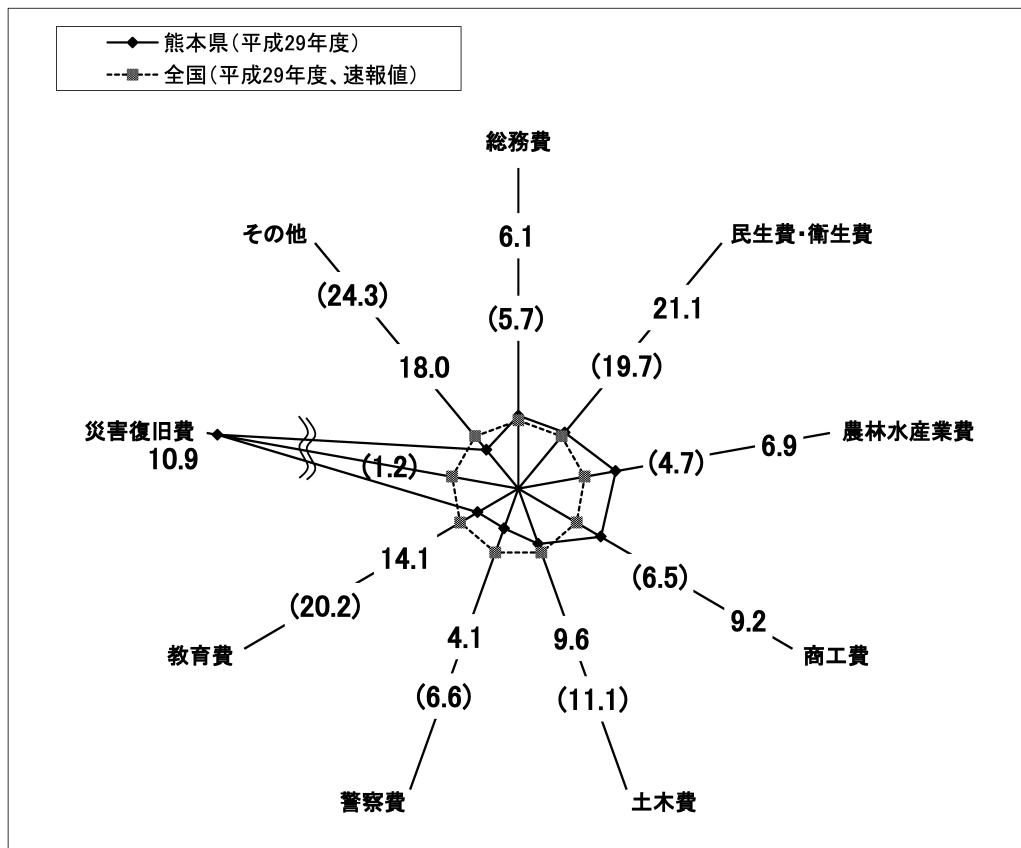 熊本県(平成29年度)
全国(平成29年度、速報値)
総務費
6.1
(5.7)
民生費・衛生費
21.1
(19.7)
農林水産業費
6.9
(4.7)
商工費
9.2
(6.5)
土木費
9.6
(11.1)
警察費
4.1
(6.6)
教育費
14.1
(20.2)
災害復旧費
10.9
(1.2)
その他
(24.3)
18.0